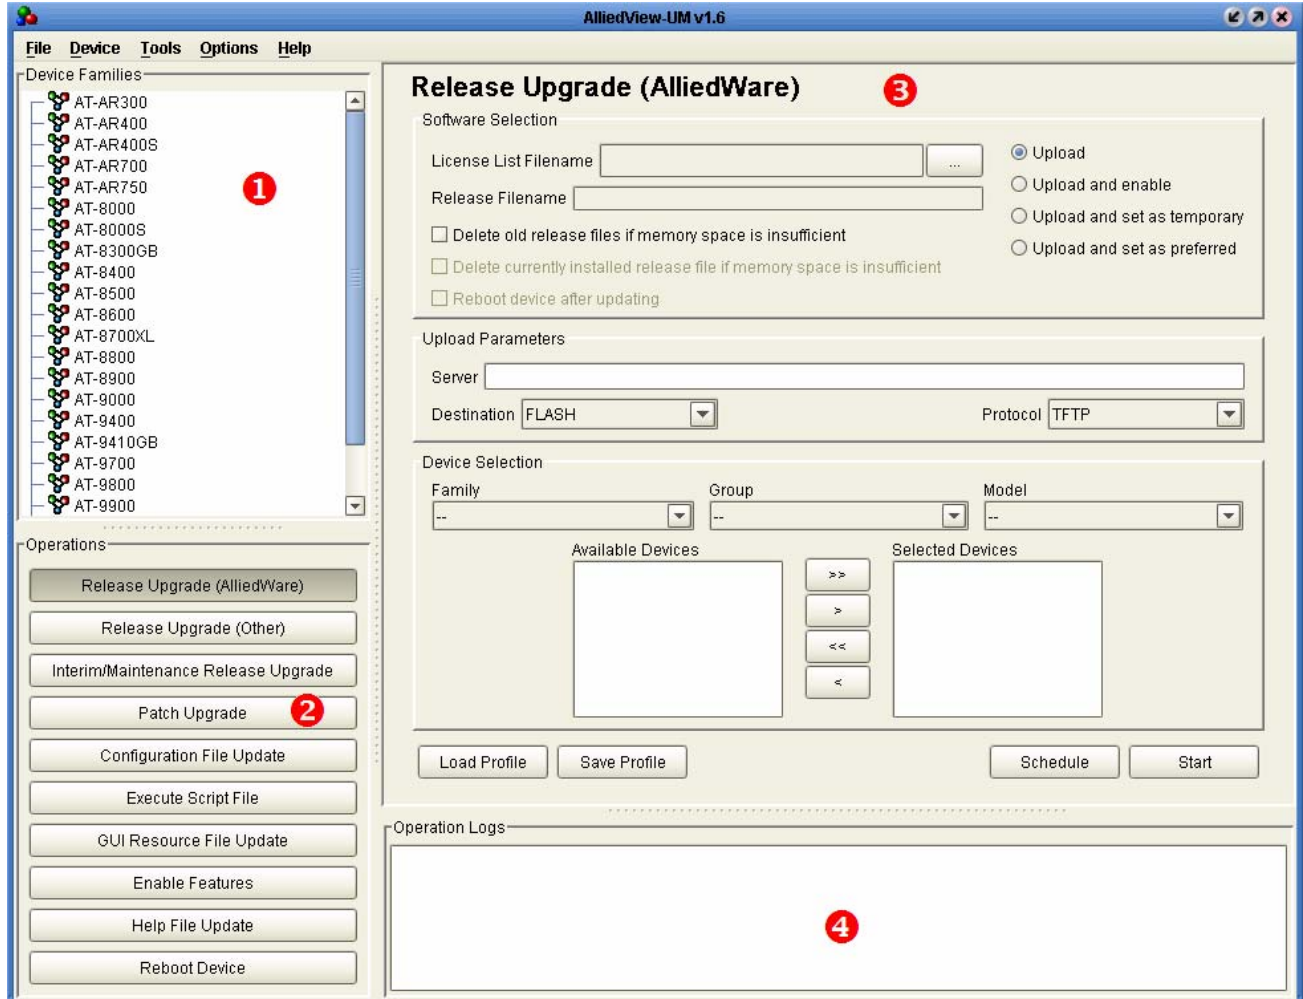 AlliedView-UM v1.6
File Device Tools Options Help
Device Families
AT-AR300
AT-AR400
AT-AR400S
AT-AR700
AT-AR750
AT-8000
AT-8000S
AT-8300GB
AT-8400
AT-8500
AT-8600
AT-8700XL
AT-8800
AT-8900
AT-9000
AT-9400
AT-9410GB
AT-9700
AT-9800
AT-9900
1
Operations
Release Upgrade (AlliedWare)
Release Upgrade (Other)
Interim/Maintenance Release Upgrade
Patch Upgrade
2
Configuration File Update
Execute Script File
GUI Resource File Update
Enable Features
Help File Update
Reboot Device
Release Upgrade (AlliedWare)
3
Software Selection
License List Filename
...
Release Filename
Delete old release files if memory space is insufficient
Delete currently installed release file if memory space is insufficient
Reboot device after updating
Upload
Upload and enable
Upload and set as temporary
Upload and set as preferred
Upload Parameters
Server
Destination FLASH
Protocol TFTP
Device Selection
Family Group Model
-- -- --
Available Devices
>>
>
<<
<
Selected Devices
Load Profile Save Profile Schedule Start
Operation Logs
4